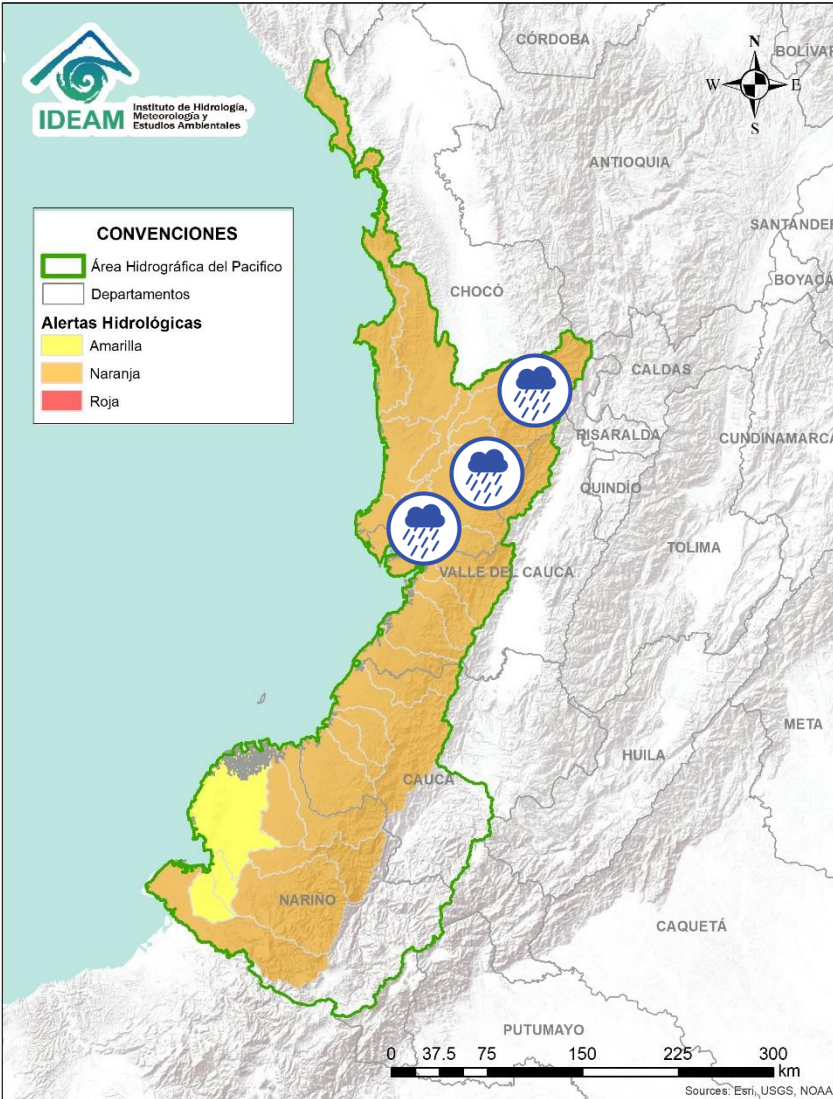 IDEAM
Instituto de Hidrología,
Meteorología y
Estudios Ambientales
N
W E
S
CÓRDOBA
BOLÍVAR
ANTIOQUIA
SANTANDER
BOYACÁ
CHOCÓ
CONVENCIONES
Área Hidrográfica del Pacifico
Departamentos
Alertas Hidrológicas
Amarilla
Naranja
Roja
CALDAS
RISARALDA
CUNDINAMARCA
QUINDÍO
TOLIMA
VALLE DEL CAUCA
META
HUILA
CAUCA
NARIÑO
CAQUETÁ
PUTUMAYO
0 37.5 75 150 225 300
km
Sources: Esri, USGS, NOAA